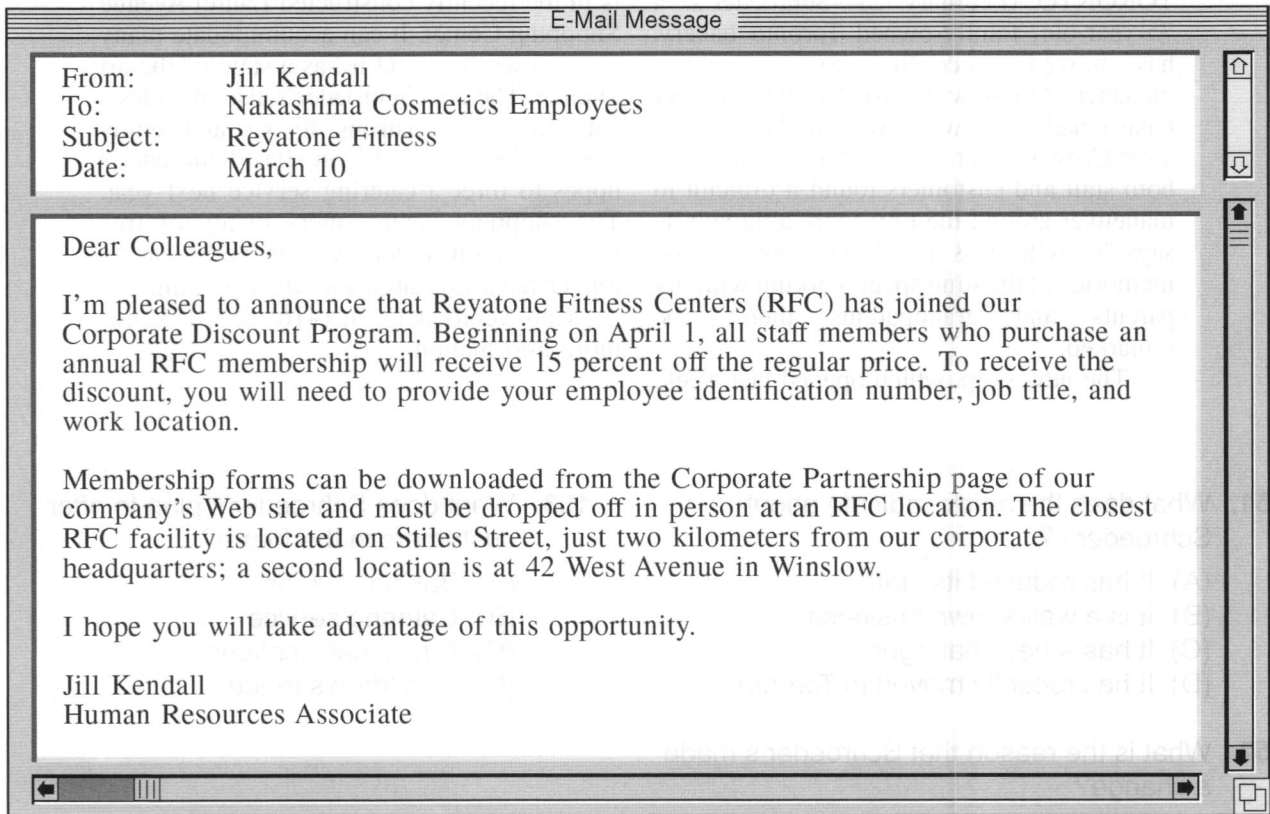 E-Mail Message
From: Jill Kendall
To: Nakashima Cosmetics Employees
Subject: Reyatone Fitness
Date: March 10
Dear Colleagues,
I'm pleased to announce that Reyatone Fitness Centers (RFC) has joined our
Corporate Discount Program. Beginning on April 1, all staff members who purchase an
annual RFC membership will receive 15 percent off the regular price. To receive the
discount, you will need to provide your employee identification number, job title, and
work location.
Membership forms can be downloaded from the Corporate Partnership page of our
company's Web site and must be dropped off in person at an RFC location. The closest
RFC facility is located on Stiles Street, just two kilometers from our corporate
headquarters; a second location is at 42 West Avenue in Winslow.
I hope you will take advantage of this opportunity.
Jill Kendall
Human Resources Associate